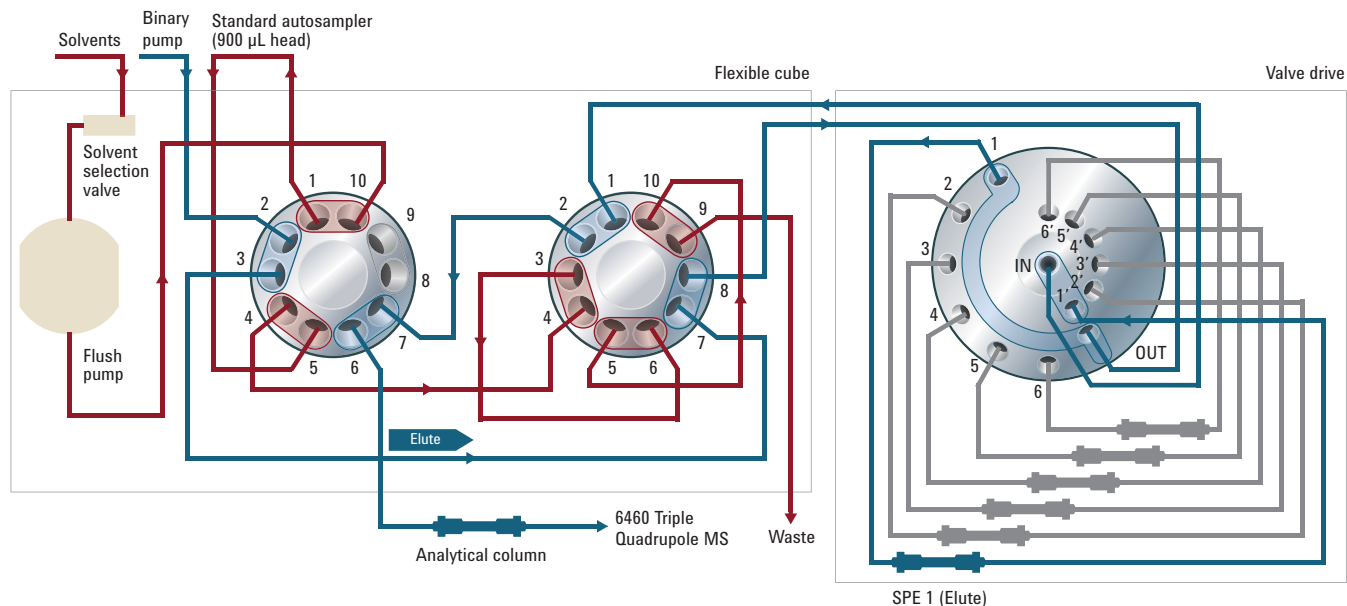 Solvents
Binary
pump
Standard autosampler
(900 µL head)
Flexible cube
Valve drive
Solvent
selection
valve
Flush
pump
1
10
2
9
3
8
4
7
5
6
1
10
2
9
3
8
4
7
5
6
1
2
3
4
5
6
6′
5′
4′
3′
2′
1′
IN
OUT
Elute
Analytical column
6460 Triple
Quadrupole MS
Waste
SPE 1 (Elute)